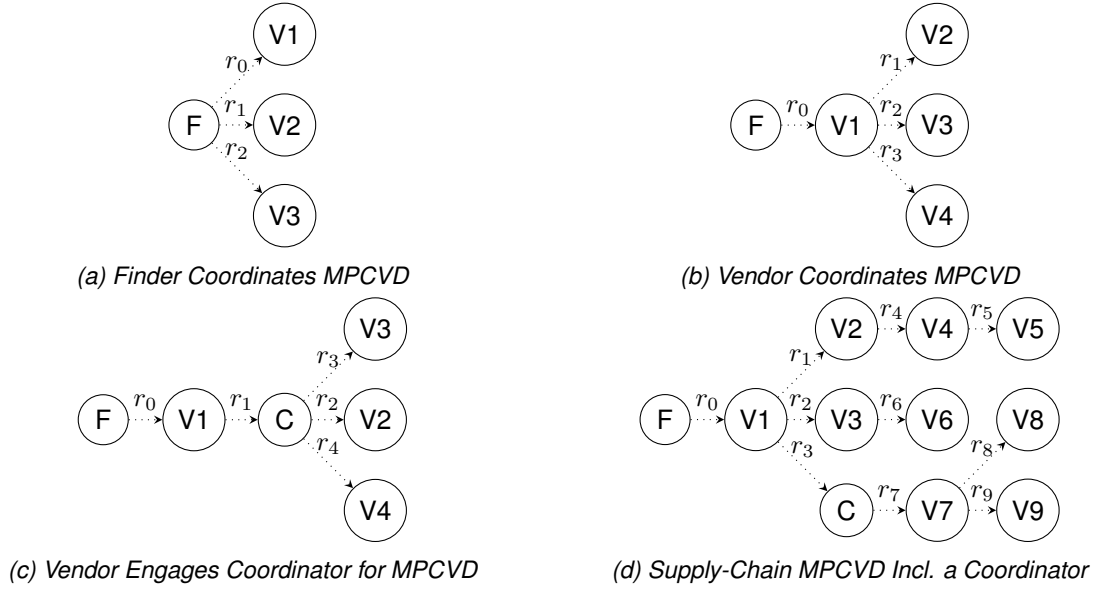 V1
r0
F
r1
V2
r2
V3
(a) Finder Coordinates MPCVD
V2
r1
F
r0
V1
r2
V3
r3
V4
(b) Vendor Coordinates MPCVD
V3
r3
F
r0
V1
r1
C
r2
V2
r4
V4
(c) Vendor Engages Coordinator for MPCVD
V2
r4
V4
r5
V5
r1
F
r0
V1
r2
V3
r6
V6
V8
r3
r8
C
r7
V7
r9
V9
(d) Supply-Chain MPCVD Incl. a Coordinator